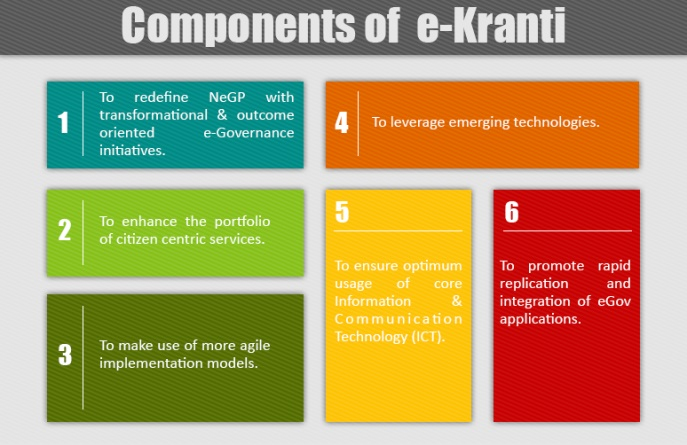 Components of e-Kranti
1
To redefine NeGP with
transformational & outcome
oriented e-Governance
initiatives.
2
To enhance the portfolio
of citizen centric services.
3
To make use of more agile
implementation models.
4
To leverage emerging technologies.
5
To ensure optimum
usage of core
Information &
Communication
Technology (ICT).
6
To promote rapid
replication and
integration of eGov
applications.